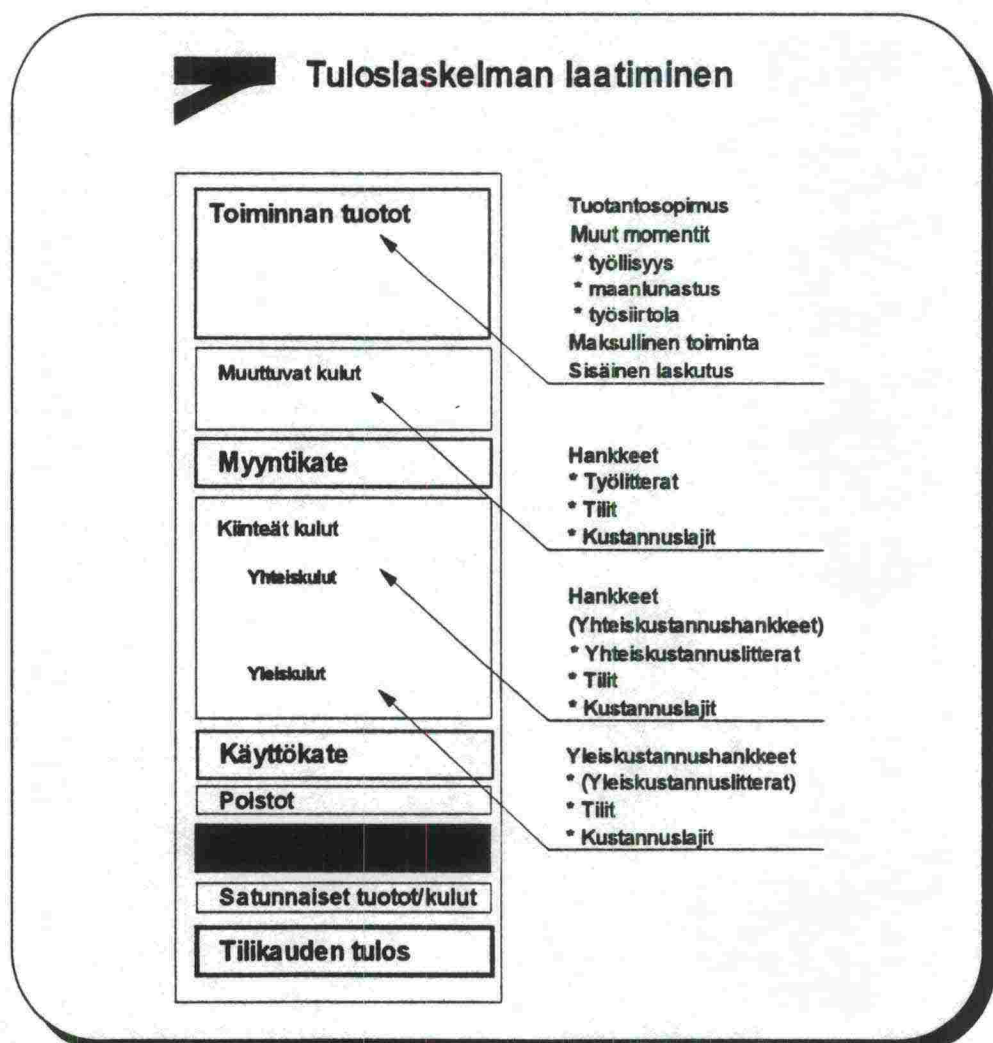 Tuloslaskelman laatiminen
Toiminnan tuotot
Muuttuvat kulut
Myyntikate
Kiinteät kulut
Yhteiskulut
Yleiskulut
Käyttökate
Poistot
Satunnaiset tuotot/kulut
Tilikauden tulos
Tuotantosopimus
Muut momentit
* työllisyys
* maanlunastus
* työsiirtola
Maksullinen toiminta
Sisäinen laskutus
Hankkeet
* Työlitterat
* Tilit
* Kustannuslajit
Hankkeet
(Yhteiskustannushankkeet)
* Yhteiskustannuslitterat
* Tilit
* Kustannuslajit
Yleiskustannushankkeet
* (Yleiskustannuslitterat)
* Tilit
* Kustannuslajit